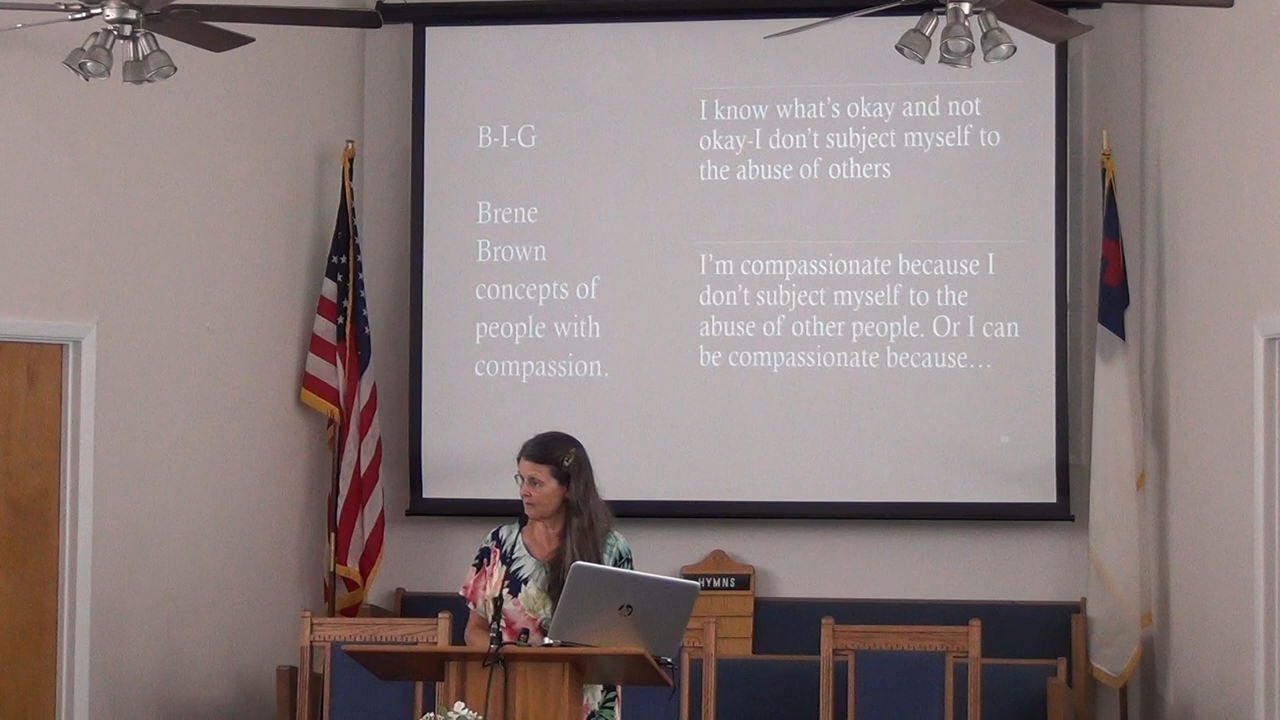 B-I-G
Brene
Brown
concepts of
people with
compassion.
I know what's okay and not
okay-I don't subject myself to
the abuse of others
I'm compassionate because I
don't subject myself to the
abuse of other people. Or I can
be compassionate because…
HYMNS
hp